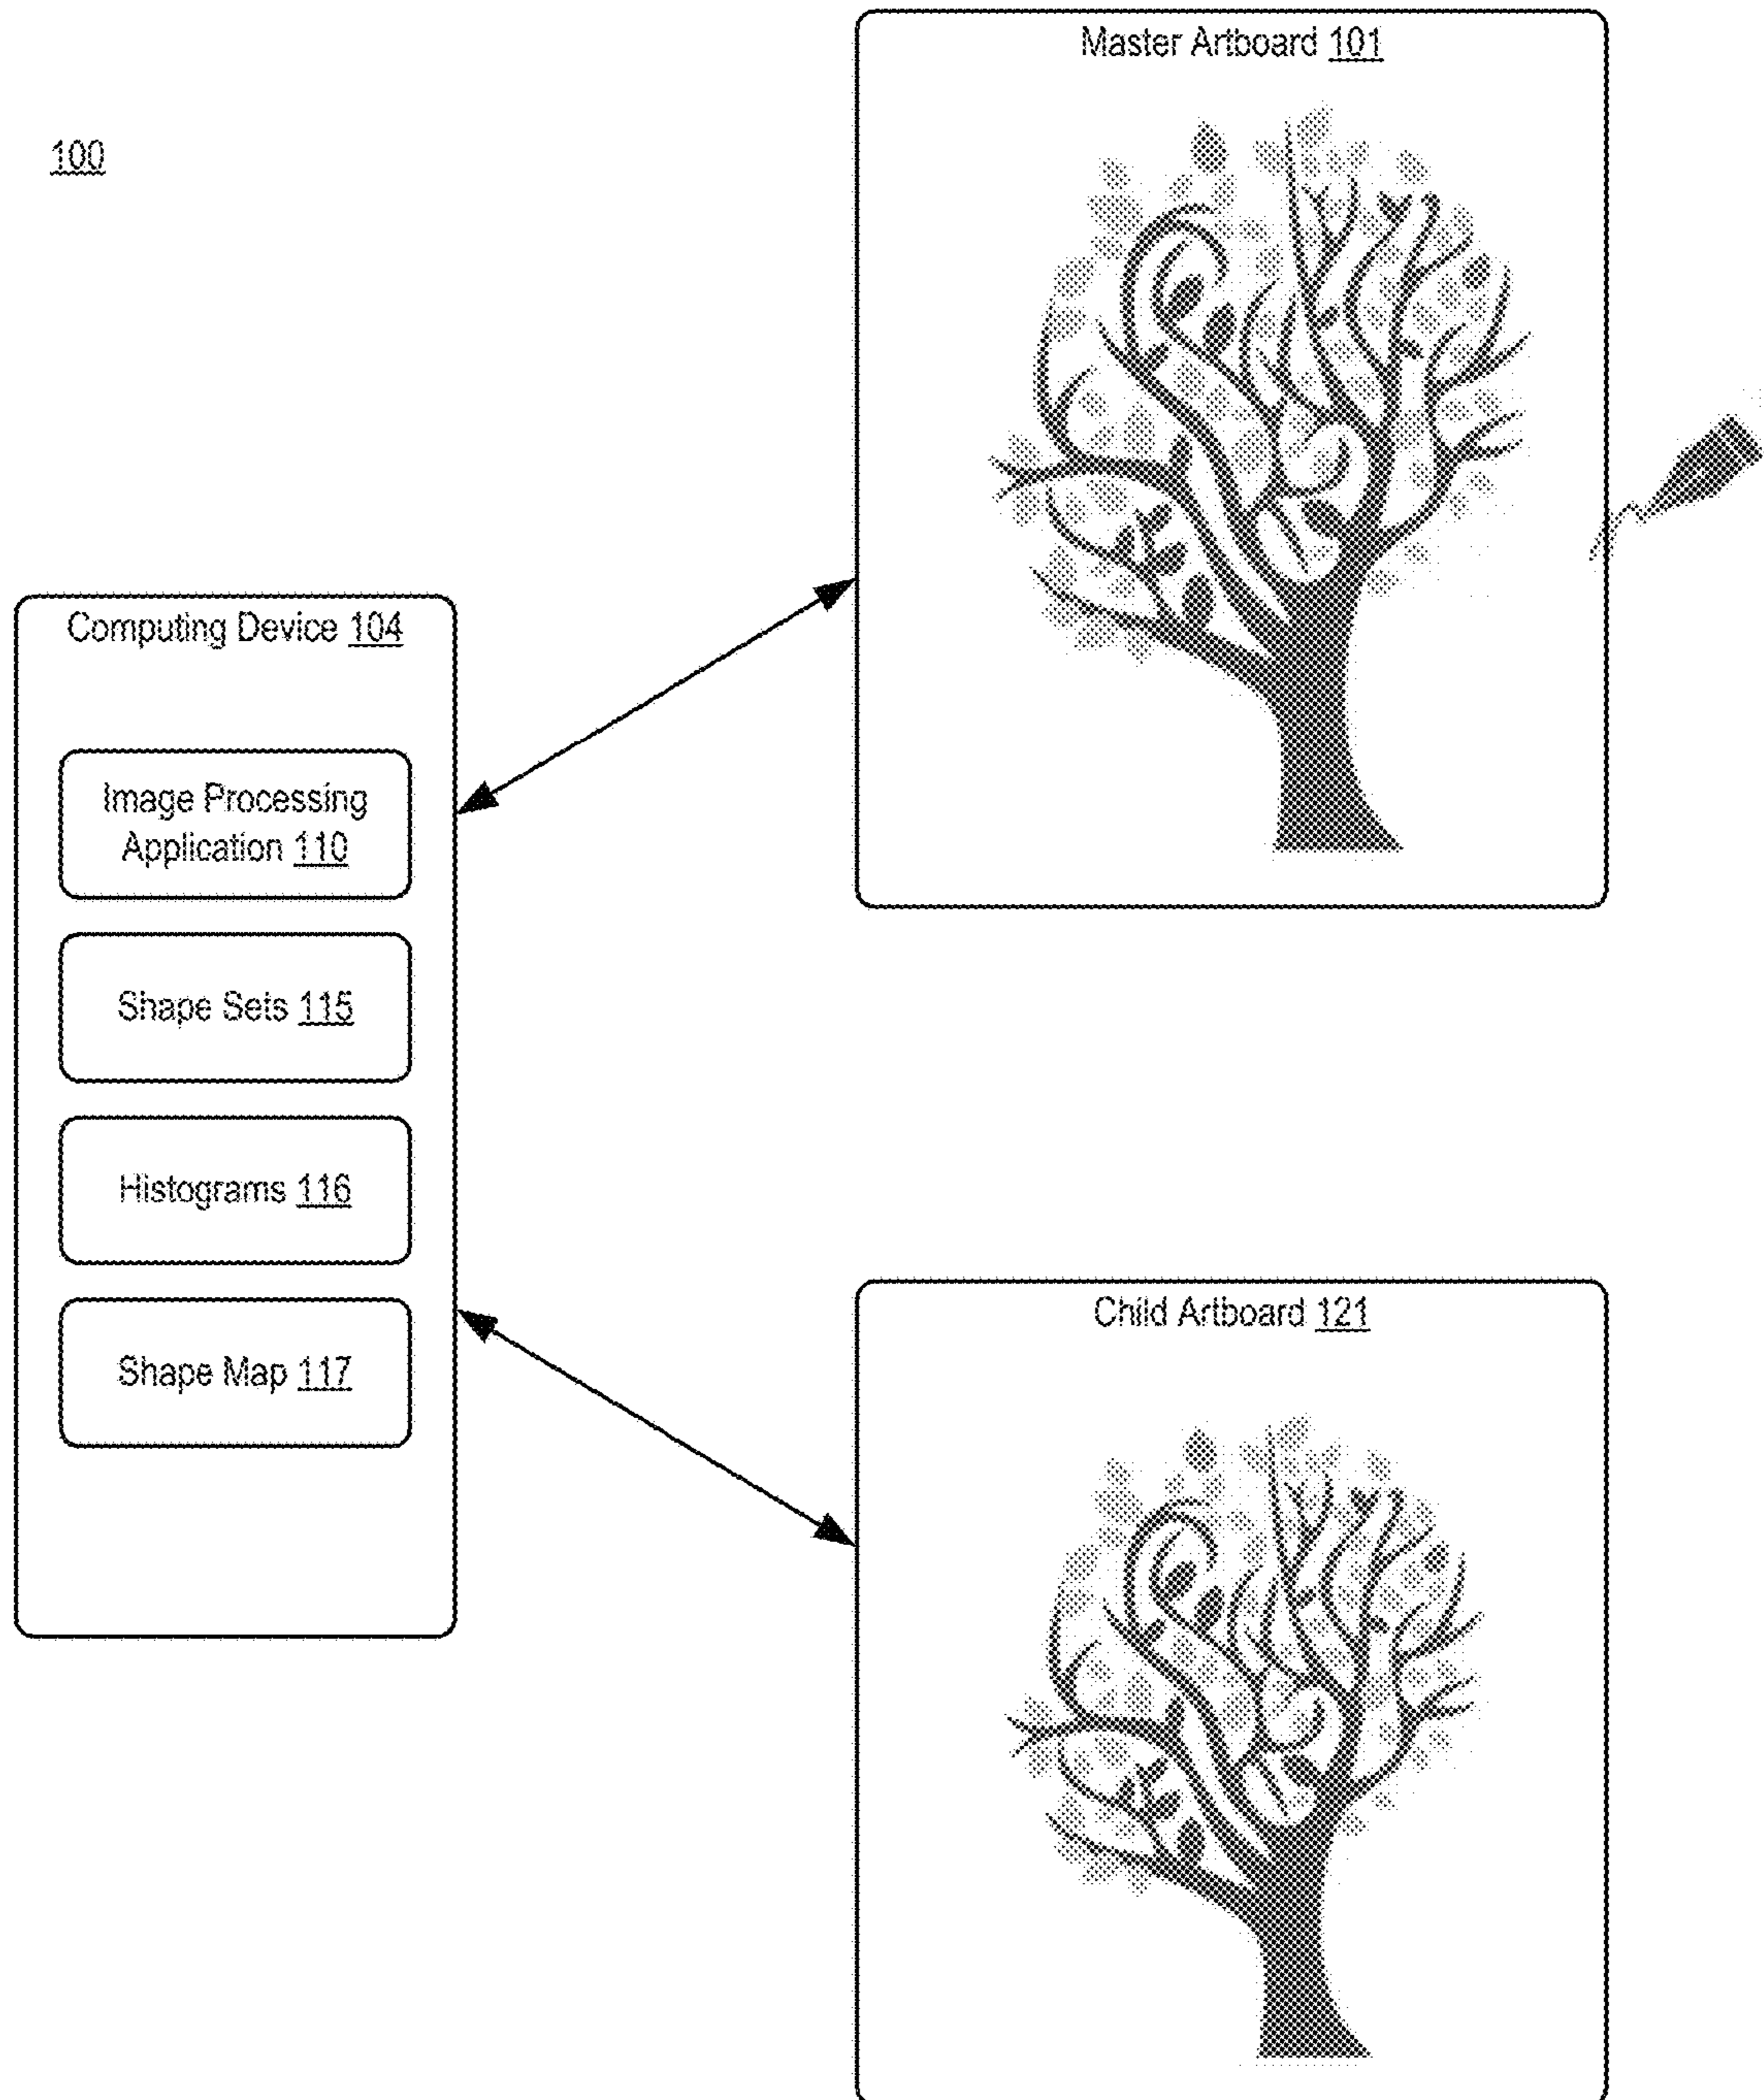 100
Master Artboard 101
Computing Device 104
Image Processing
Application 110
Shape Sets 115
Histograms 116
Shape Map 117
Child Artboard 121